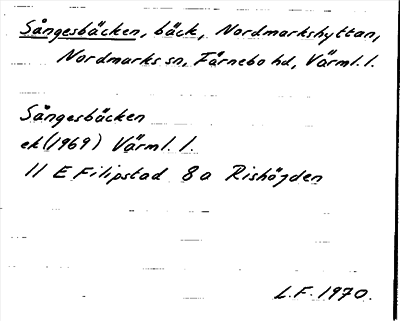 Sångesbäcken, bäck, Nordmarkshyttan,
Nordmarks sn, Färnebo hd, Värml. l.
Sångesbäcken
ek (1969) Värml. l.
11 E Filipstad 8 a Rishöjden
L.F. 1970.